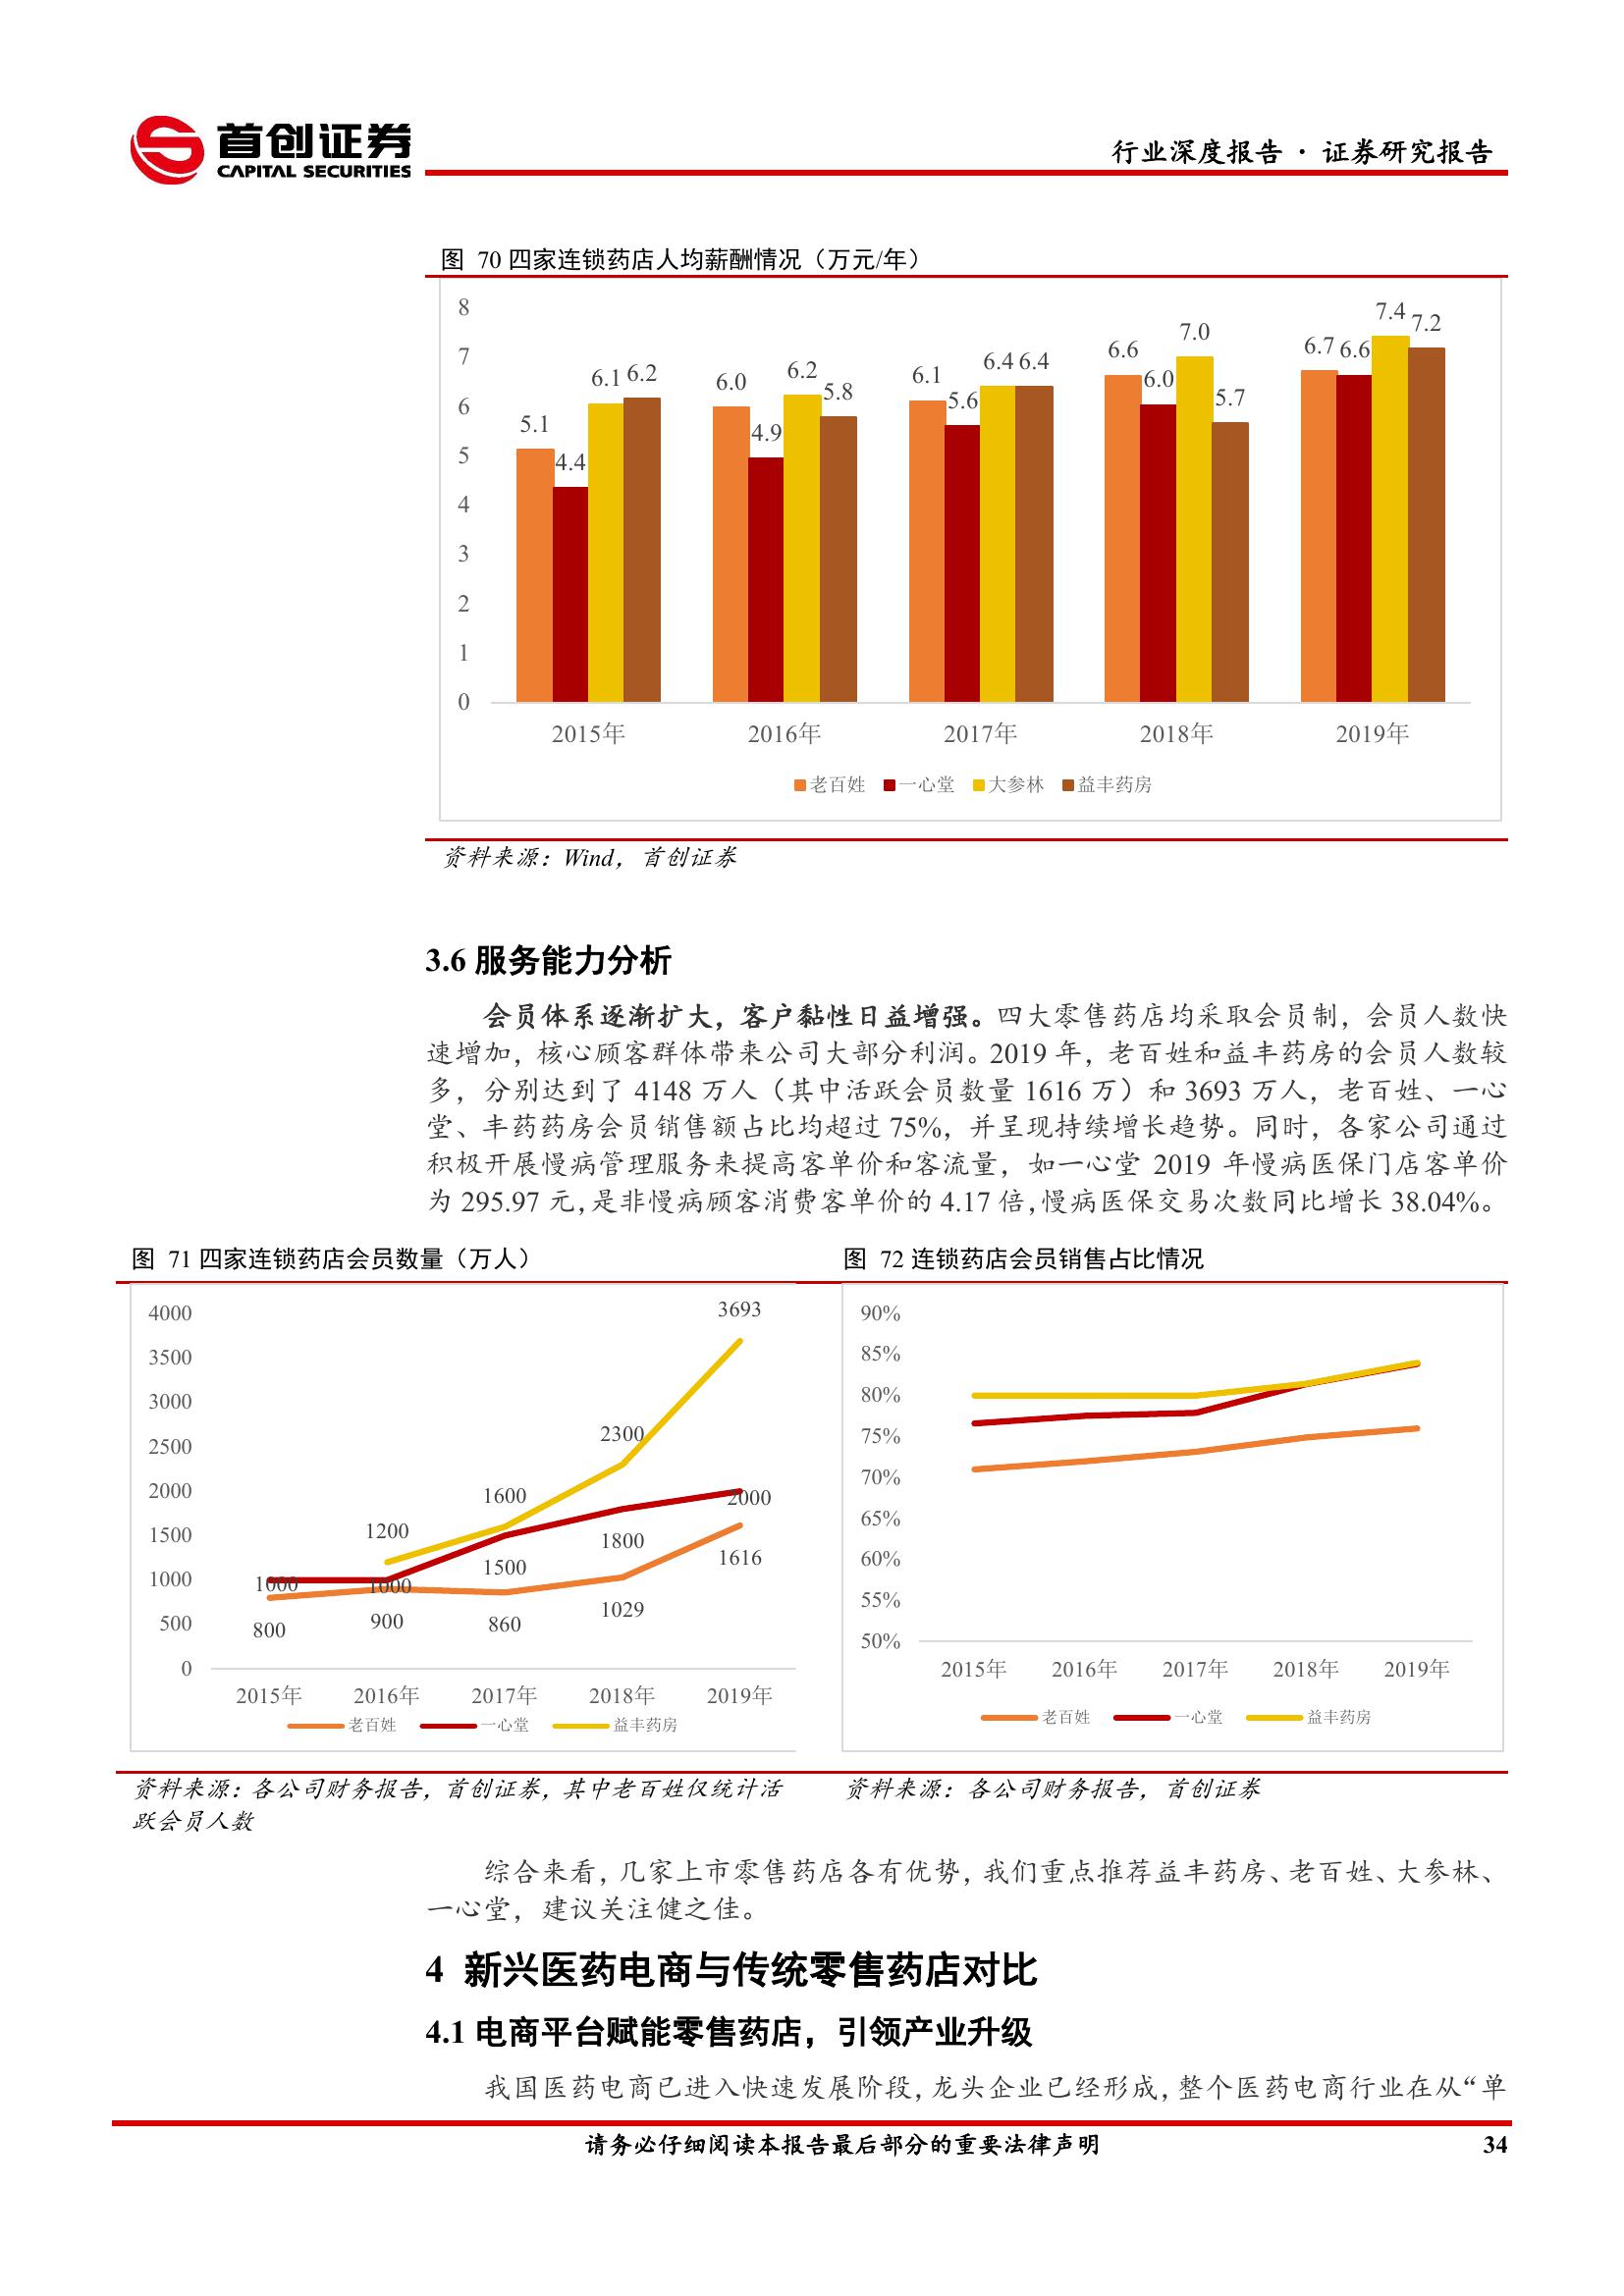 首创证券
CAPITAL SECURITIES
行业深度报告 · 证券研究报告
图 70 四家连锁药店人均薪酬情况（万元/年）
8
7
6
5
4
3
2
1
0
5.1
4.4
6.1
6.2
6.0
4.9
6.2
5.8
6.1
5.6
6.4
6.4
6.6
6.0
7.0
5.7
6.7
6.6
7.4
7.2
2015年 2016年 2017年 2018年 2019年
老百姓 一心堂 大参林 益丰药房
资料来源：Wind，首创证券
3.6 服务能力分析
会员体系逐渐扩大，客户黏性日益增强。四大零售药店均采取会员制，会员人数快
速增加，核心顾客群体带来公司大部分利润。2019 年，老百姓和益丰药房的会员人数较
多，分别达到了 4148 万人（其中活跃会员数量 1616 万）和 3693 万人，老百姓、一心
堂、丰药药房会员销售额占比均超过 75%，并呈现持续增长趋势。同时，各家公司通过
积极开展慢病管理服务来提高客单价和客流量，如一心堂 2019 年慢病医保门店客单价
为 295.97 元，是非慢病顾客消费客单价的 4.17 倍，慢病医保交易次数同比增长 38.04%。
图 71 四家连锁药店会员数量（万人）
4000
3500
3000
2500
2000
1500
1000
500
0
3693
2300
1600
1200
2000
1800
1500
1000
1000
1616
1029
860
900
800
2015年 2016年 2017年 2018年 2019年
老百姓 一心堂 益丰药房
资料来源：各公司财务报告，首创证券，其中老百姓仅统计活
跃会员人数
图 72 连锁药店会员销售占比情况
90%
85%
80%
75%
70%
65%
60%
55%
50%
2015年 2016年 2017年 2018年 2019年
老百姓 一心堂 益丰药房
资料来源：各公司财务报告，首创证券
综合来看，几家上市零售药店各有优势，我们重点推荐益丰药房、老百姓、大参林、
一心堂，建议关注健之佳。
4 新兴医药电商与传统零售药店对比
4.1 电商平台赋能零售药店，引领产业升级
我国医药电商已进入快速发展阶段，龙头企业已经形成，整个医药电商行业在从“单
请务必仔细阅读本报告最后部分的重要法律声明
34